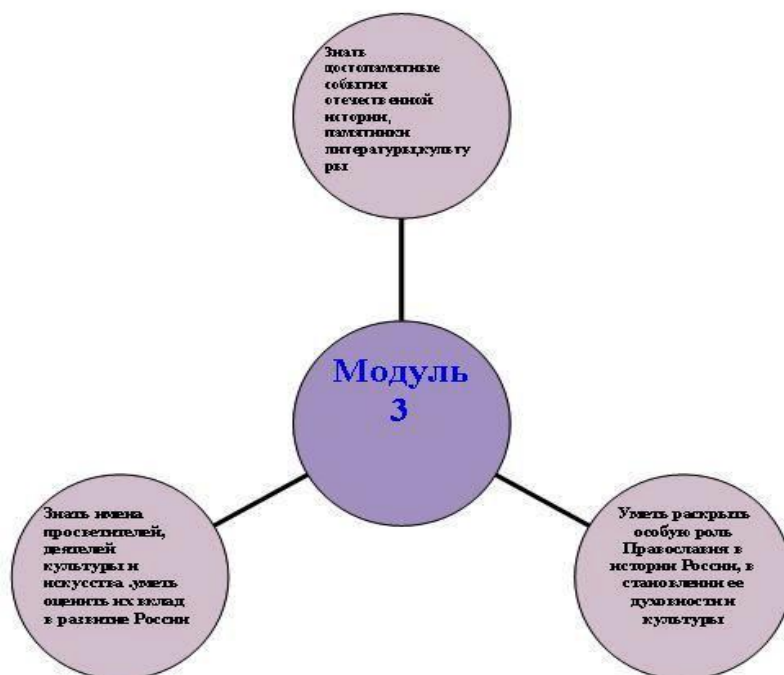 Знать
достопамятные
события
отечественной
истории,
памятники
литературы,культу
ры
Модуль
3
Знать имена
просветителей,
деятелей
культуры и
искусства ,уметь
оценить их вклад
в развитие России
Уметь раскрыть
особую роль
Православия в
истории России, в
становлении ее
духовности и
культуры